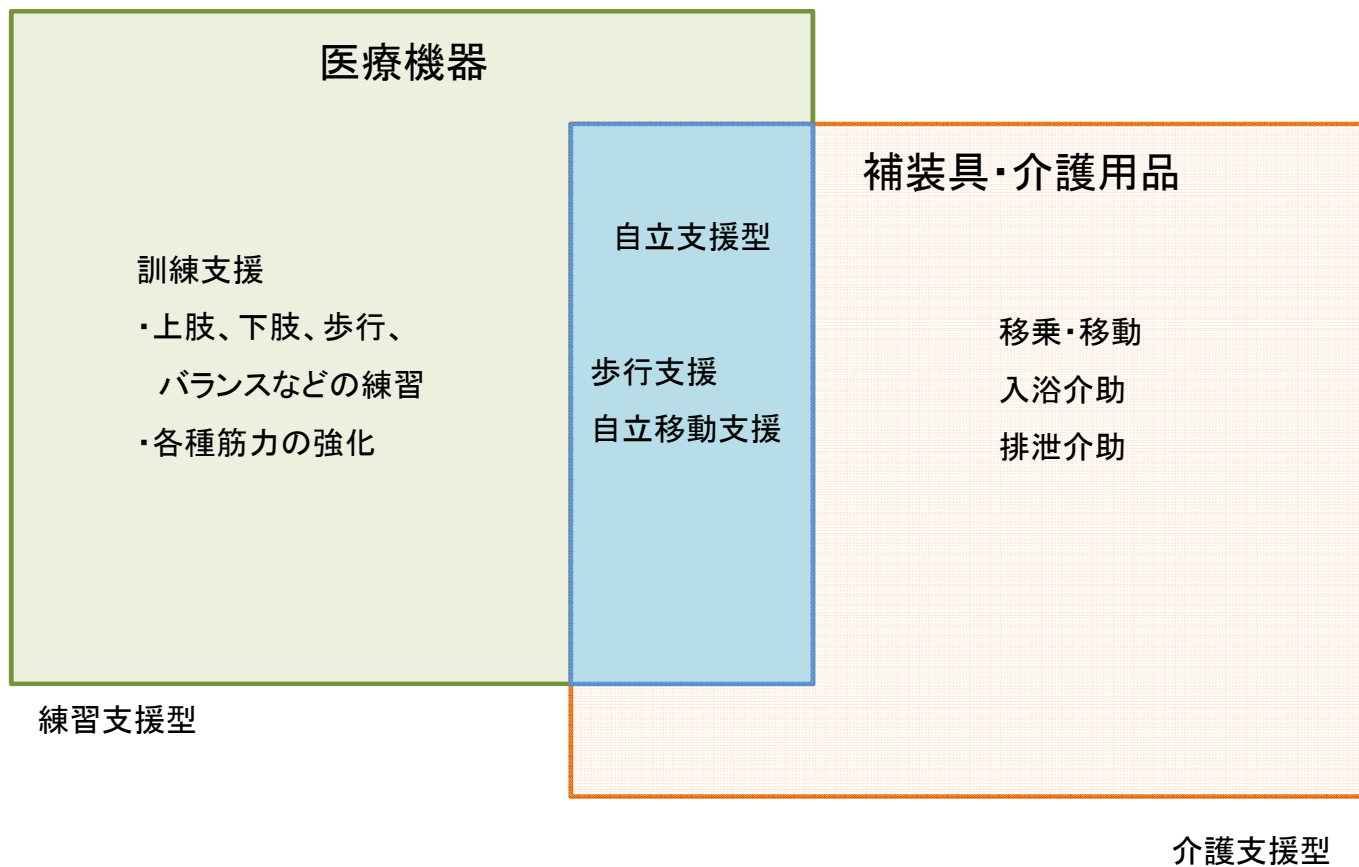 医療機器
訓練支援
・上肢、下肢、歩行、
バランスなどの練習
・各種筋力の強化
自立支援型
歩行支援
自立移動支援
補装具・介護用品
移乗・移動
入浴介助
排泄介助
練習支援型
介護支援型